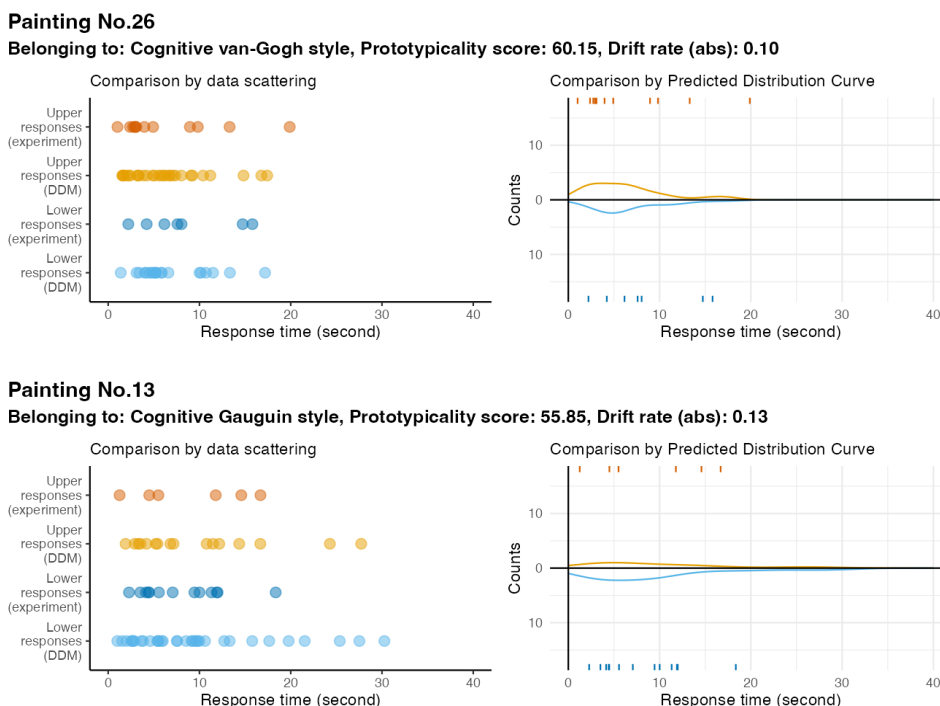 Painting No.26
Belonging to: Cognitive van-Gogh style, Prototypicality score: 60.15, Drift rate (abs): 0.10
Comparison by data scattering
Upper
responses
(experiment)
Upper
responses
(DDM)
Lower
responses
(experiment)
Lower
responses
(DDM)
0 10 20 30 40
Response time (second)
Comparison by Predicted Distribution Curve
Counts
10
0
10
0 10 20 30 40
Response time (second)
Painting No.13
Belonging to: Cognitive Gauguin style, Prototypicality score: 55.85, Drift rate (abs): 0.13
Comparison by data scattering
Upper
responses
(experiment)
Upper
responses
(DDM)
Lower
responses
(experiment)
Lower
responses
(DDM)
0 10 20 30 40
Response time (second)
Comparison by Predicted Distribution Curve
Counts
10
0
10
0 10 20 30 40
Response time (second)